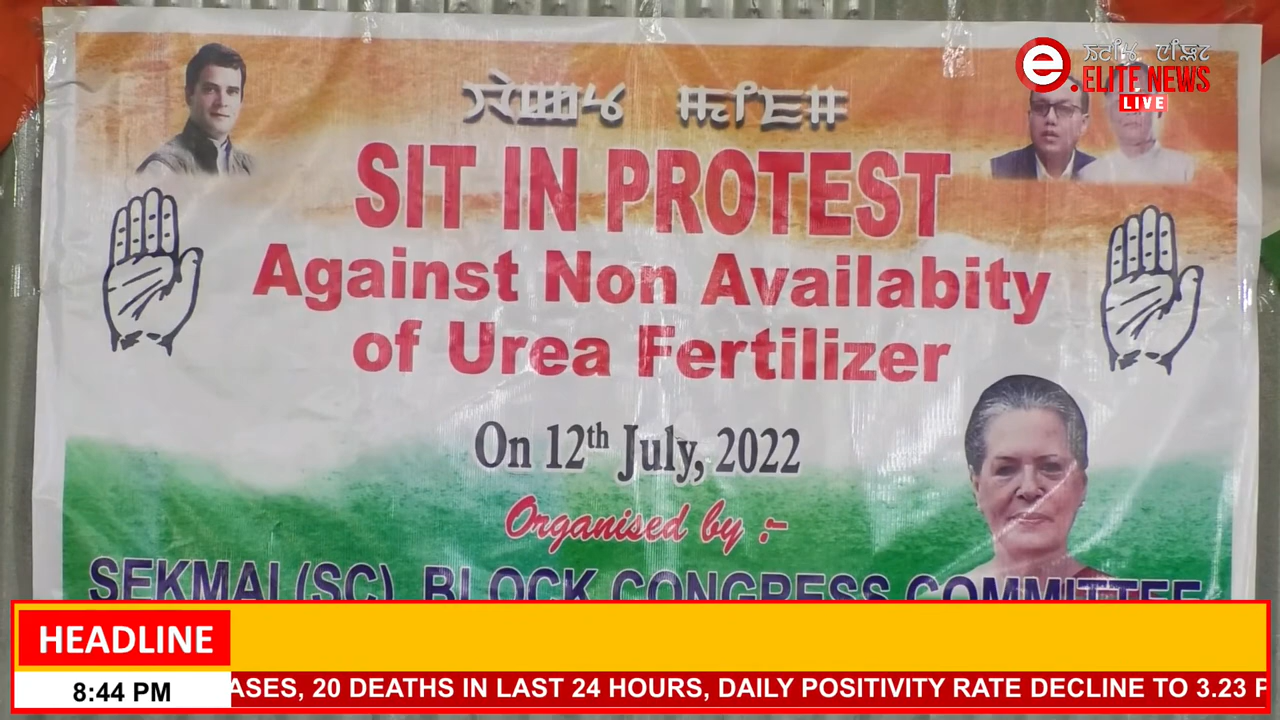 e.
ELITE NEWS
LIVE
SIT IN PROTEST
Against Non Availabity
of Urea Fertilizer
On 12th July, 2022
Organised by :-
SEKMAI (SC) BLOCK CONGRESS COMMITTEE
HEADLINE
8:44 PM
ASES, 20 DEATHS IN LAST 24 HOURS, DAILY POSITIVITY RATE DECLINE TO 3.23